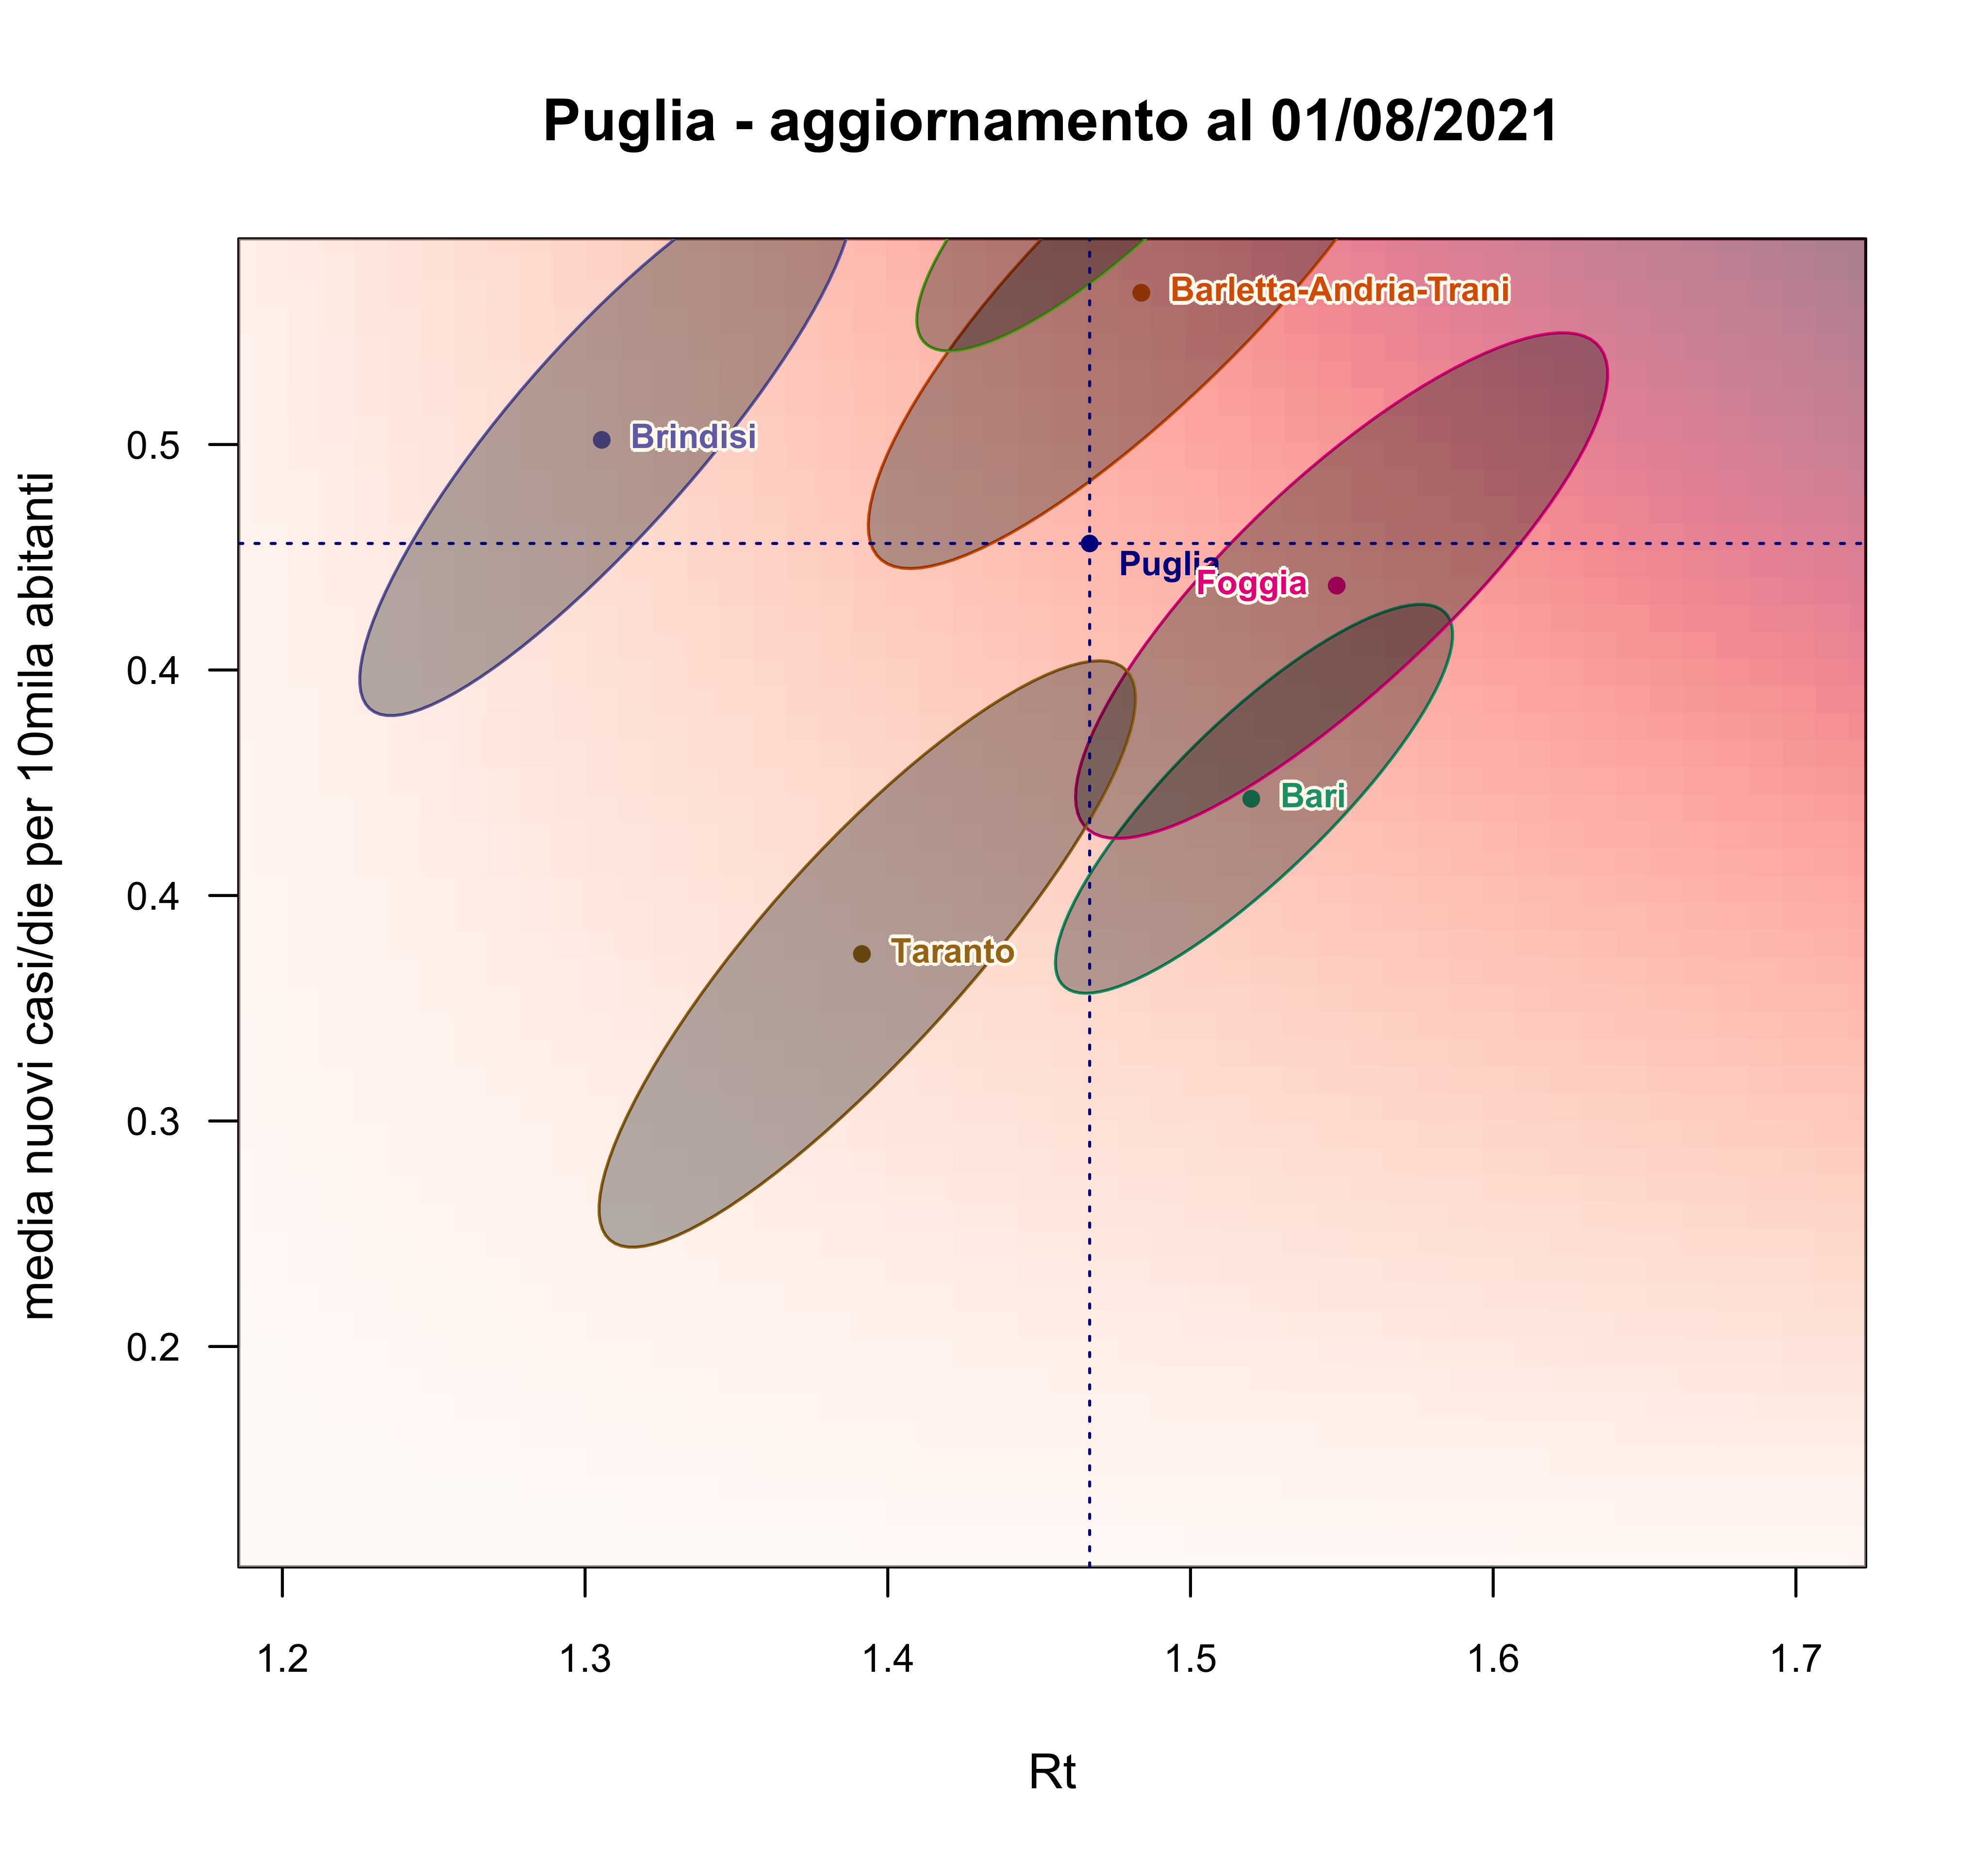 Puglia - aggiornamento al 01/08/2021
media nuovi casi/die per 10mila abitanti
0.5
0.4
0.4
0.3
0.2
Barletta-Andria-Trani
Brindisi
Puglia
Foggia
Bari
Taranto
1.2 1.3 1.4 1.5 1.6 1.7
Rt